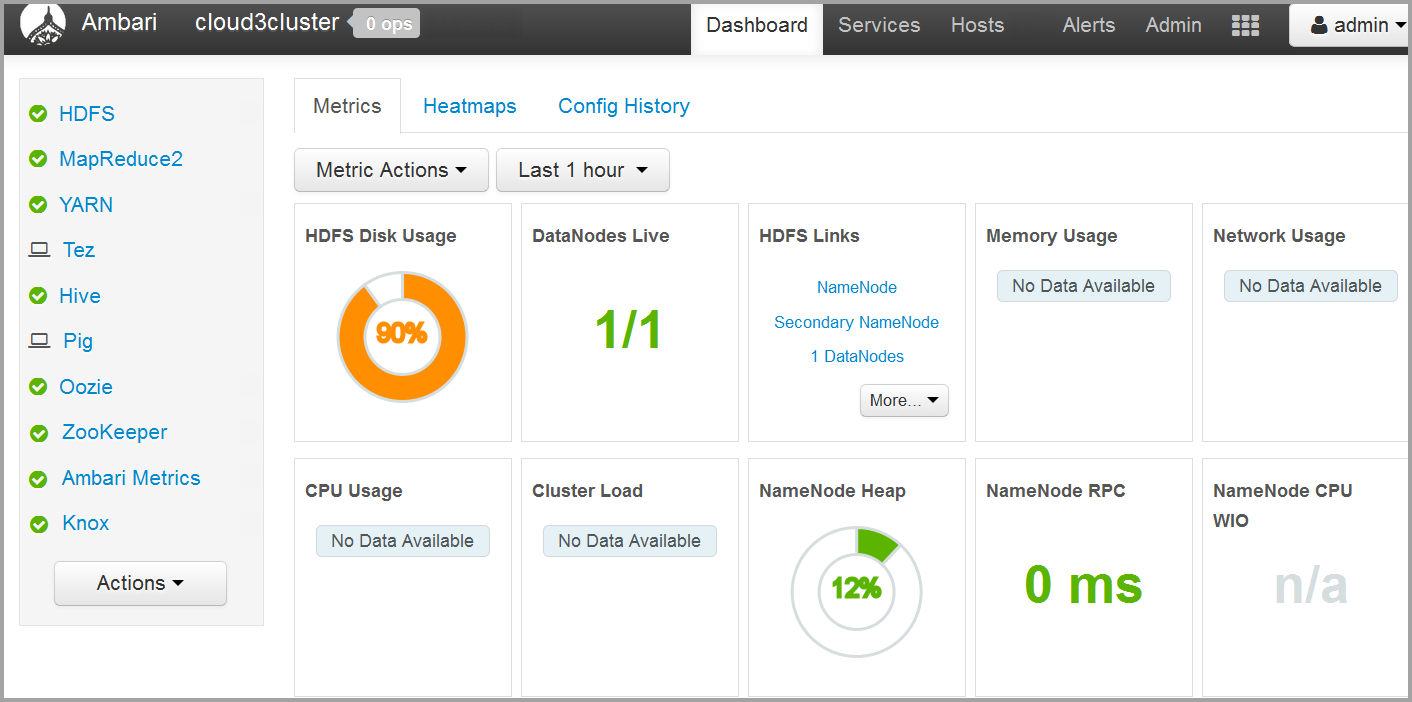 Ambari cloud3cluster 0 ops Dashboard Services Hosts Alerts Admin admin
HDFS
MapReduce2
YARN
Tez
Hive
Pig
Oozie
ZooKeeper
Ambari Metrics
Knox
Actions
Metrics Heatmaps Config History
Metric Actions Last 1 hour
HDFS Disk Usage
90%
DataNodes Live
1/1
HDFS Links
NameNode
Secondary NameNode
1 DataNodes
More...
Memory Usage
No Data Available
Network Usage
No Data Available
CPU Usage
No Data Available
Cluster Load
No Data Available
NameNode Heap
12%
NameNode RPC
0 ms
NameNode CPU
WIO
n/a